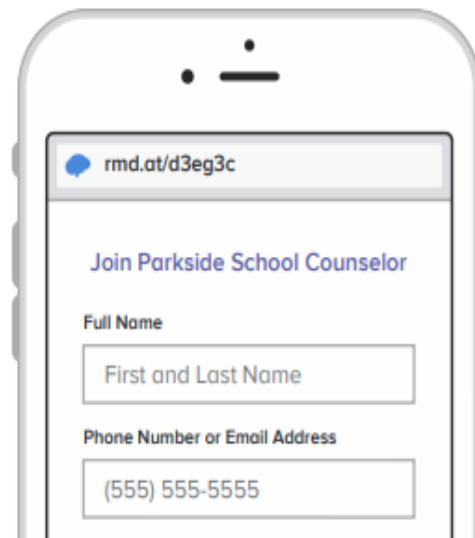 rmd.at/d3eg3c
Join Parkside School Counselor
Full Name
First and Last Name
Phone Number or Email Address
(555) 555-5555